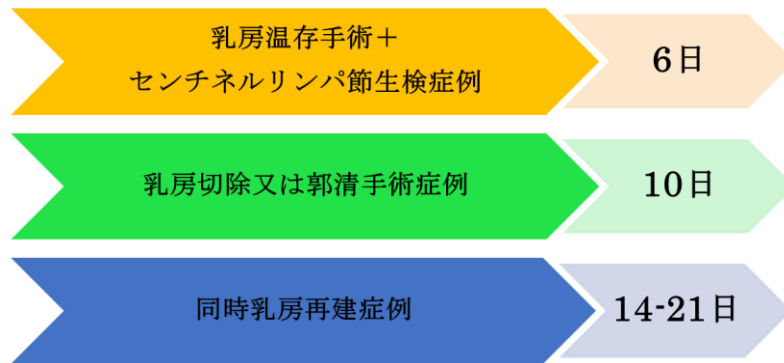 乳房温存手術＋
センチネルリンパ節生検症例
6日
乳房切除又は郭清手術症例
10日
同時乳房再建症例
14-21日